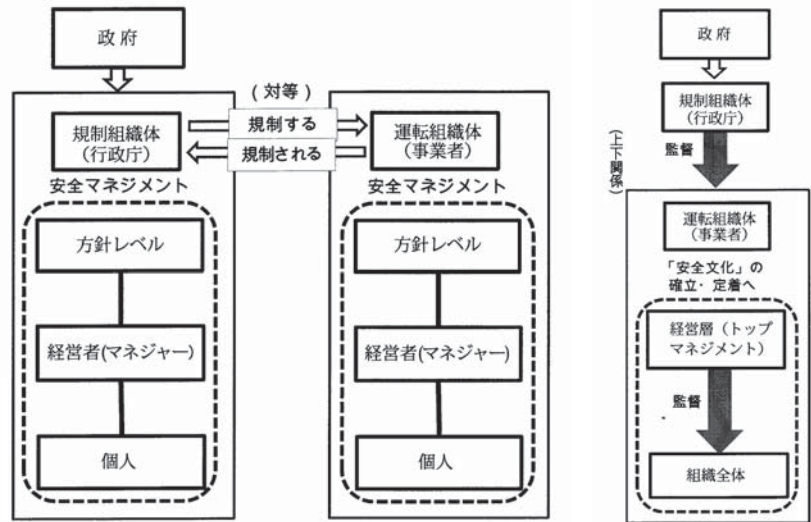 政府
(対等)
規制組織体
(行政庁)
規制する
規制される
運転組織体
(事業者)
安全マネジメント
方針レベル
経営者(マネジャー)
個人
安全マネジメント
方針レベル
経営者(マネジャー)
個人
政府
規制組織体
(行政庁)
(上下関係)
監督
運転組織体
(事業者)
「安全文化」の
確立・定着へ
経営層(トップ
マネジメント)
監督
組織全体